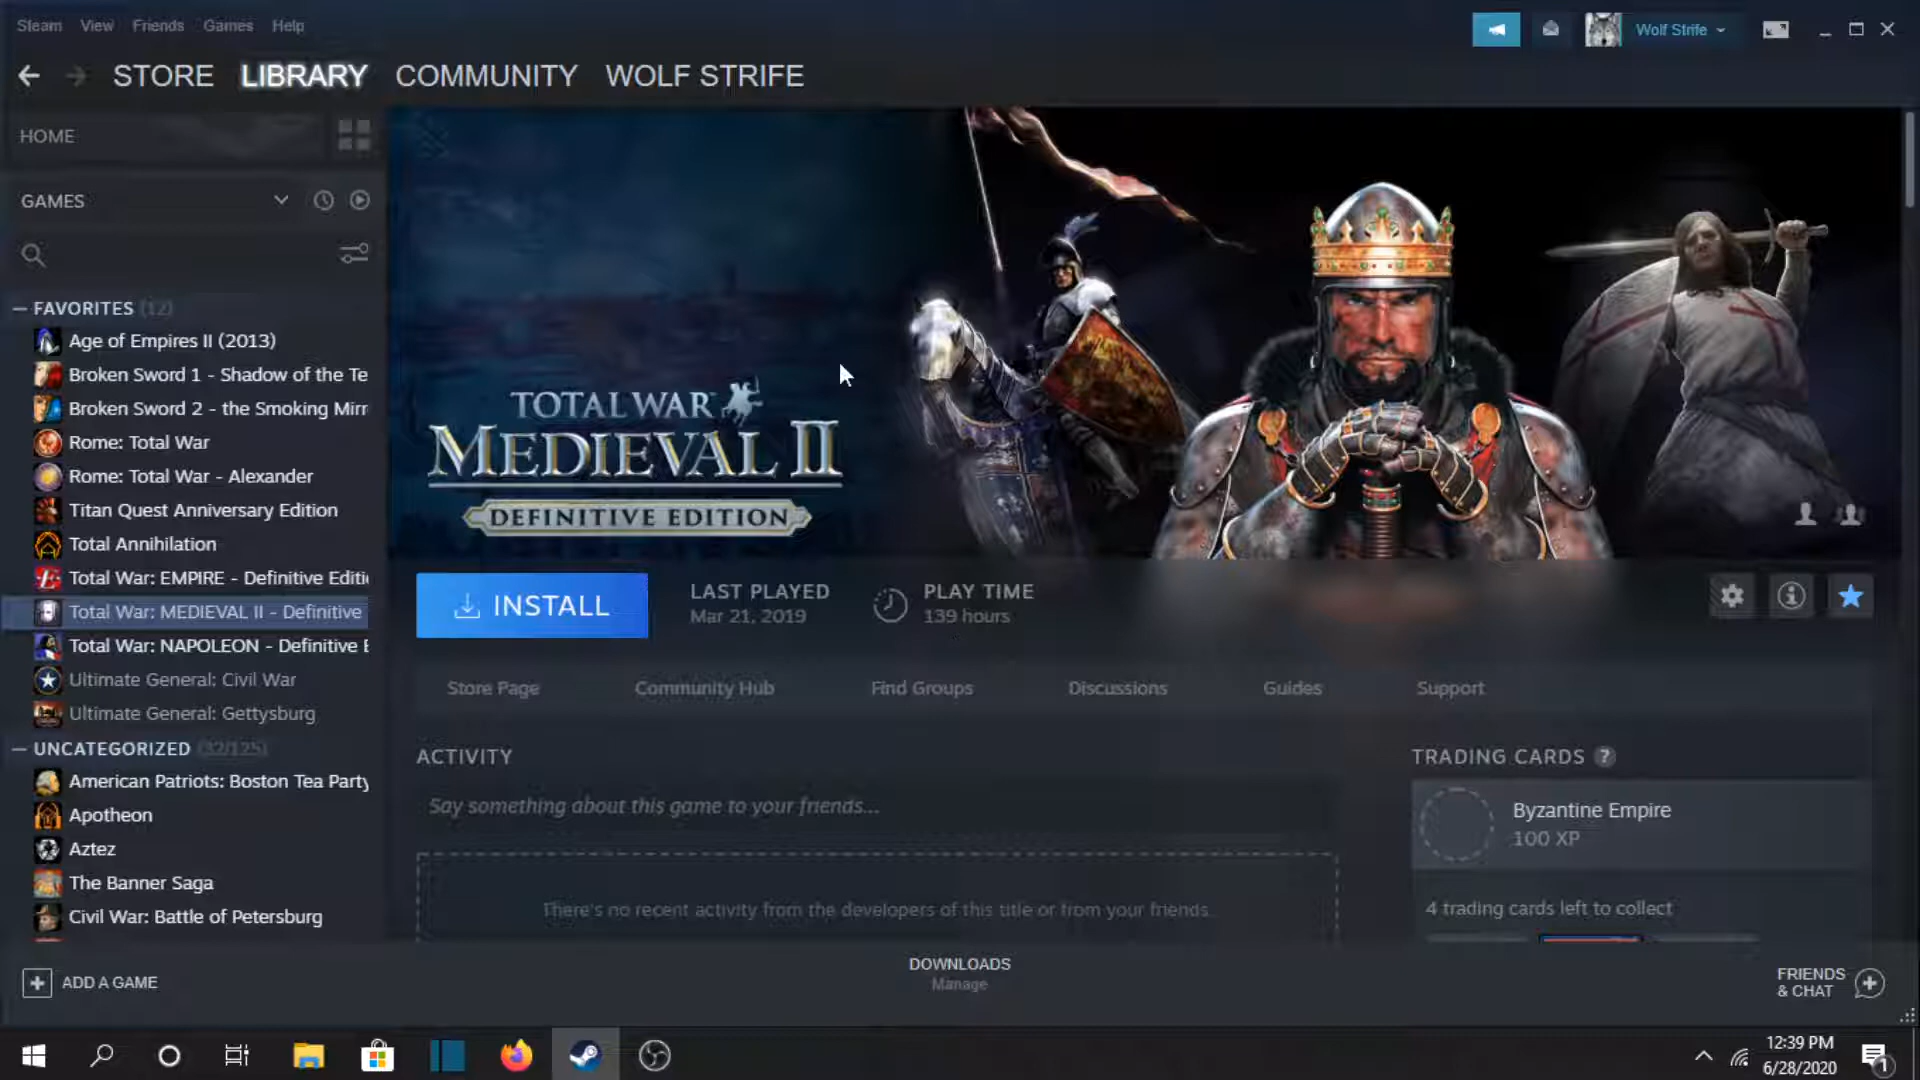 Steam View Friends Games Help
Wolf Strife
STORE LIBRARY COMMUNITY WOLF STRIFE
HOME
GAMES
FAVORITES (12)
Age of Empires II (2013)
Broken Sword 1 - Shadow of the Te
Broken Sword 2 - the Smoking Mirr
Rome: Total War
Rome: Total War - Alexander
Titan Quest Anniversary Edition
Total Annihilation
Total War: EMPIRE - Definitive Editi
Total War: MEDIEVAL II - Definitive
Total War: NAPOLEON - Definitive E
Ultimate General: Civil War
Ultimate General: Gettysburg
UNCATEGORIZED (32/125)
American Patriots: Boston Tea Party
Apotheon
Aztez
The Banner Saga
Civil War: Battle of Petersburg
ADD A GAME
TOTAL WAR
MEDIEVAL II
DEFINITIVE EDITION
INSTALL
LAST PLAYED
Mar 21, 2019
PLAY TIME
139 hours
Store Page Community Hub Find Groups Discussions Guides Support
ACTIVITY
Say something about this game to your friends...
There's no recent activity from the developers of this title or from your friends.
TRADING CARDS ?
Byzantine Empire
100 XP
4 trading cards left to collect
DOWNLOADS
Manage
FRIENDS
& CHAT
12:39 PM
6/28/2020
1